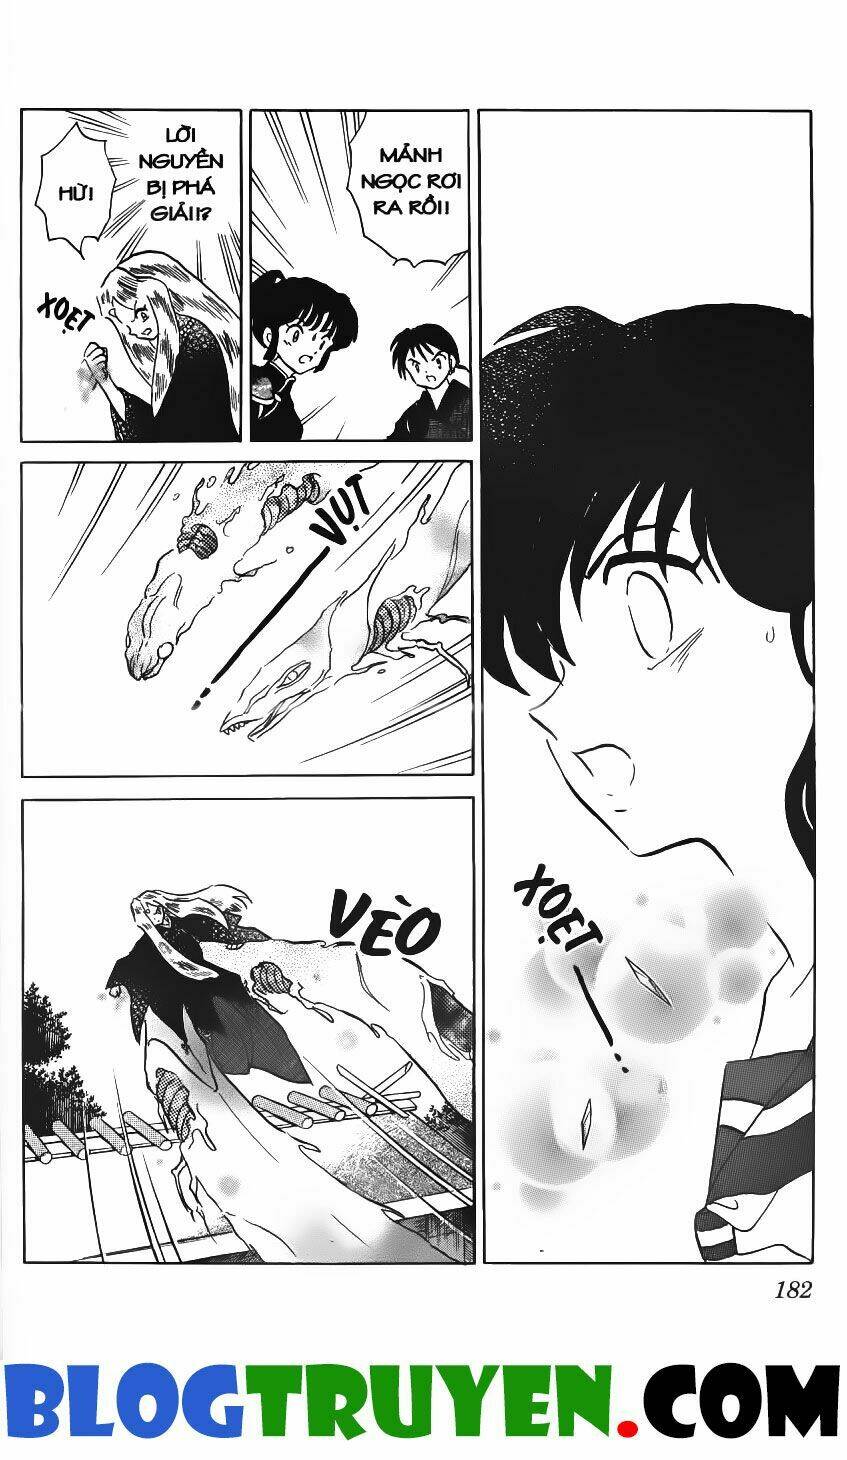 MẢNH
NGỌC RƠI
RA RỒI!
LỜI
NGUYỀN
BỊ PHÁ
GIẢI!?
HỪ!
XOẸT
VỤT
VÈO
XOẸT
182
BLOGTRUYEN.COM